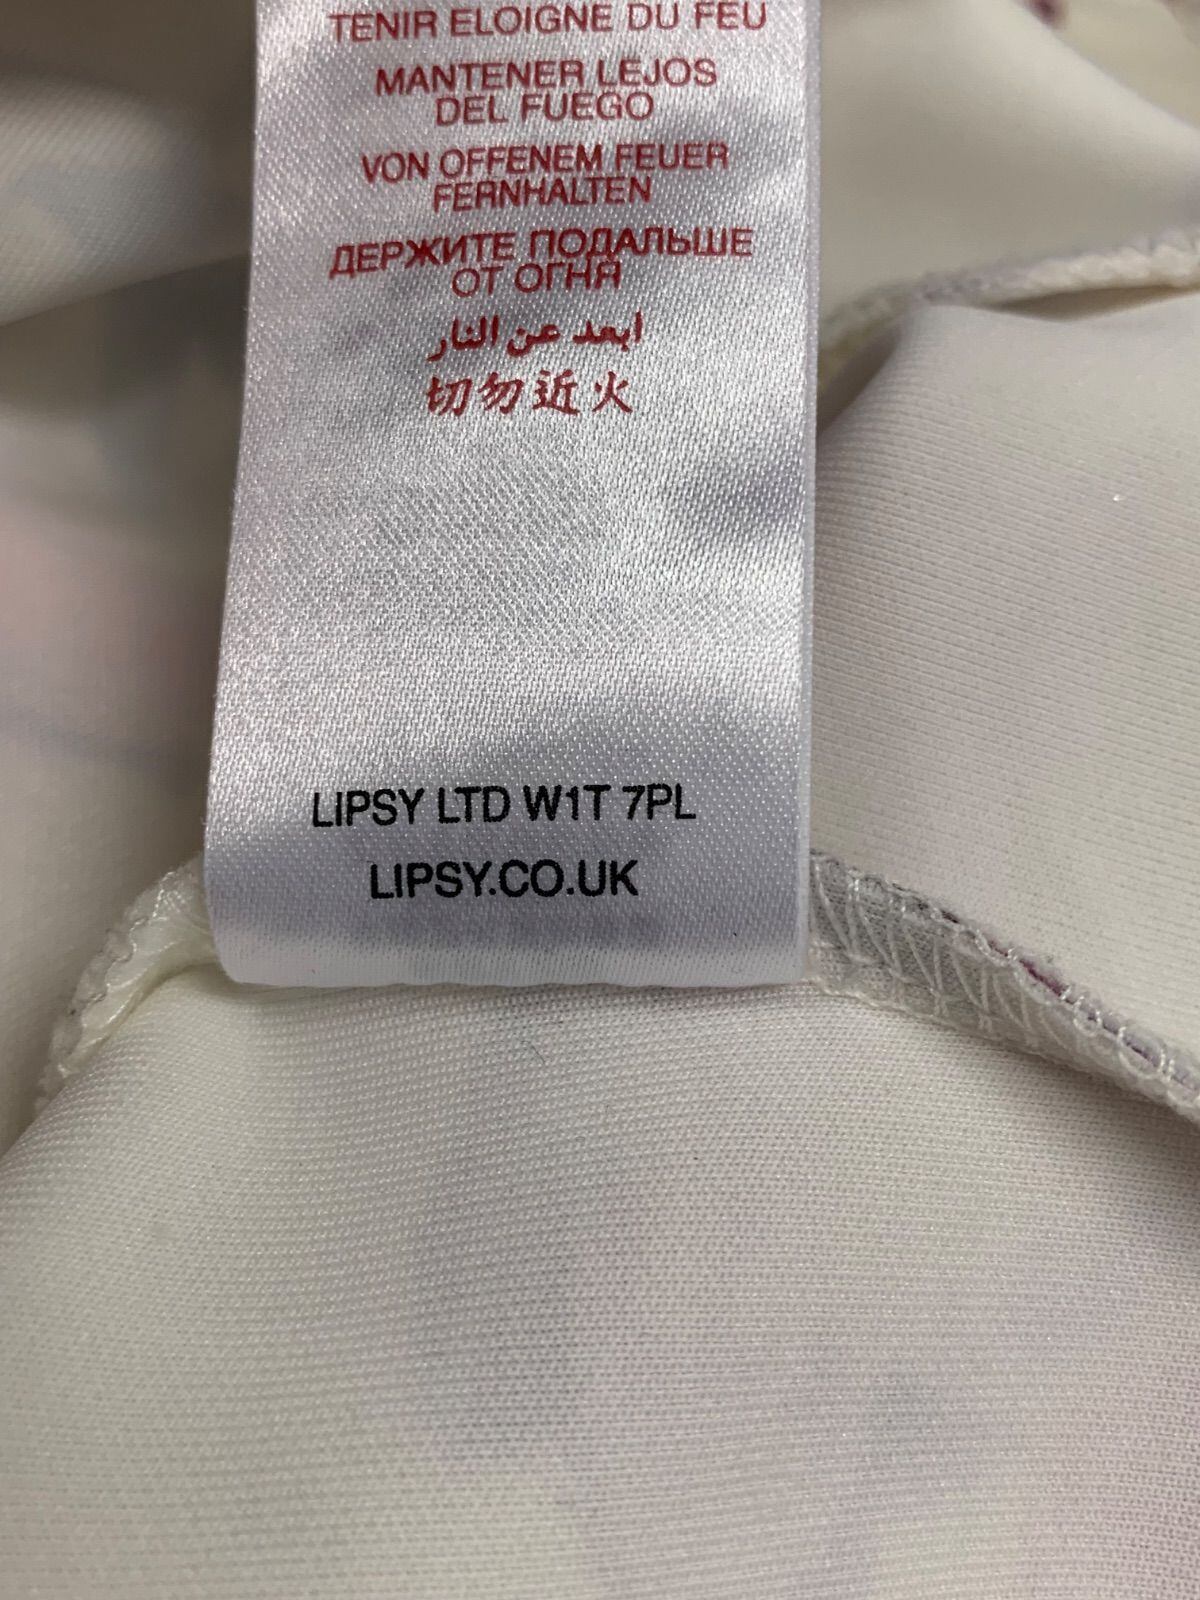 TENIR ELOIGNE DU FEU
MANTENER LEJOS
DEL FUEGO
VON OFFENEM FEUER
FERNHALTEN
ДЕРЖИТЕ ПОДАЛЬШЕ
ОТ ОГНЯ
ابعد عن النار
切勿近火
LIPSY LTD W1T 7PL
LIPSY.CO.UK